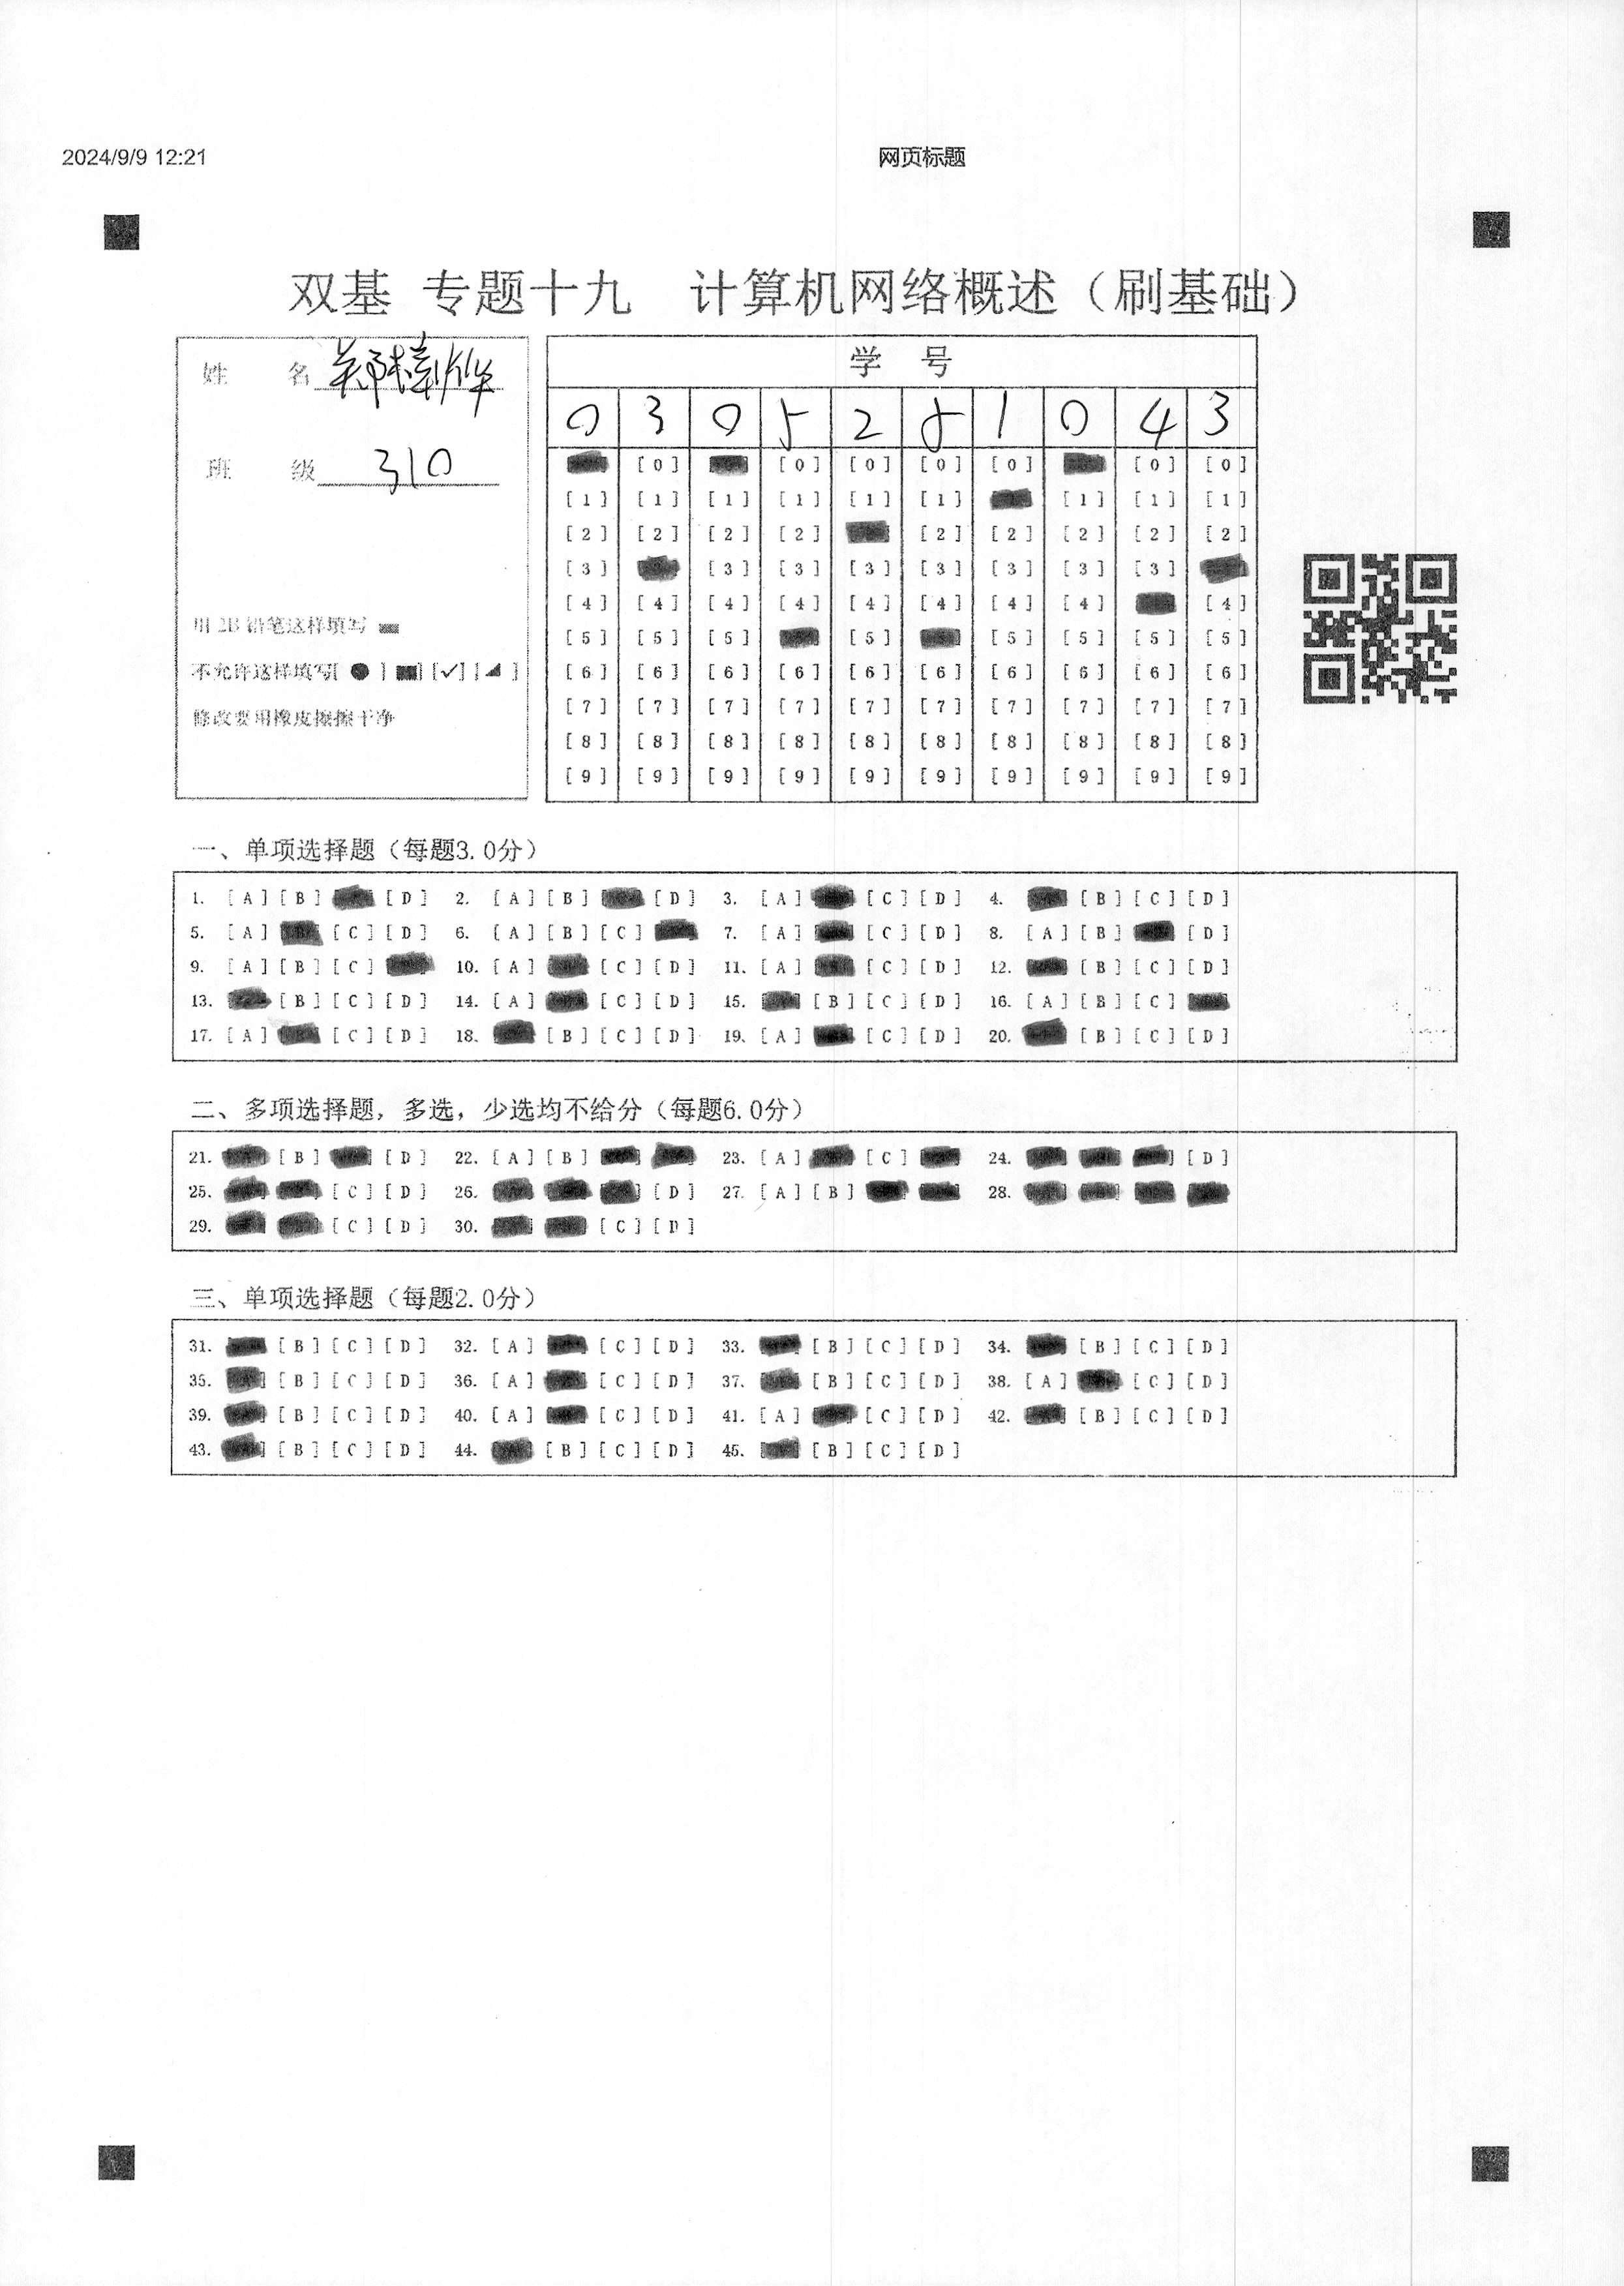 2024/9/9 12:21
网页标题
双基 专题十九 计算机网络概述（刷基础）
姓 名
班 级 310
用 2B 铅笔这样填写
不允许这样填写[ ● ] [■] [✓] [◢ ]
修改要用橡皮擦擦干净
学 号
0 3 0 5 2 5 1 0 4 3
[0] [0] [0] [0] [0] [0] [0]
[1] [1] [1] [1] [1] [1] [1] [1] [1]
[2] [2] [2] [2] [2] [2] [2] [2] [2]
[3] [3] [3] [3] [3] [3] [3] [3]
[4] [4] [4] [4] [4] [4] [4] [4] [4]
[5] [5] [5] [5] [5] [5] [5] [5]
[6] [6] [6] [6] [6] [6] [6] [6] [6] [6]
[7] [7] [7] [7] [7] [7] [7] [7] [7] [7]
[8] [8] [8] [8] [8] [8] [8] [8] [8] [8]
[9] [9] [9] [9] [9] [9] [9] [9] [9] [9]
一、单项选择题（每题3.0分）
1. [A] [B] [D] 2. [A] [B] [D] 3. [A] [C] [D] 4. [B] [C] [D]
5. [A] [C] [D] 6. [A] [B] [C] 7. [A] [C] [D] 8. [A] [B] [D]
9. [A] [B] [C] 10. [A] [C] [D] 11. [A] [C] [D] 12. [B] [C] [D]
13. [B] [C] [D] 14. [A] [C] [D] 15. [B] [C] [D] 16. [A] [B] [C]
17. [A] [C] [D] 18. [B] [C] [D] 19. [A] [C] [D] 20. [B] [C] [D]
二、多项选择题，多选，少选均不给分（每题6.0分）
21. [B] [D] 22. [A] [B] 23. [A] [C] 24. [D]
25. [C] [D] 26. [D] 27. [A] [B] 28.
29. [C] [D] 30. [C] [D]
三、单项选择题（每题2.0分）
31. [B] [C] [D] 32. [A] [C] [D] 33. [B] [C] [D] 34. [B] [C] [D]
35. [B] [C] [D] 36. [A] [C] [D] 37. [B] [C] [D] 38. [A] [C] [D]
39. [B] [C] [D] 40. [A] [C] [D] 41. [A] [C] [D] 42. [B] [C] [D]
43. [B] [C] [D] 44. [B] [C] [D] 45. [B] [C] [D]